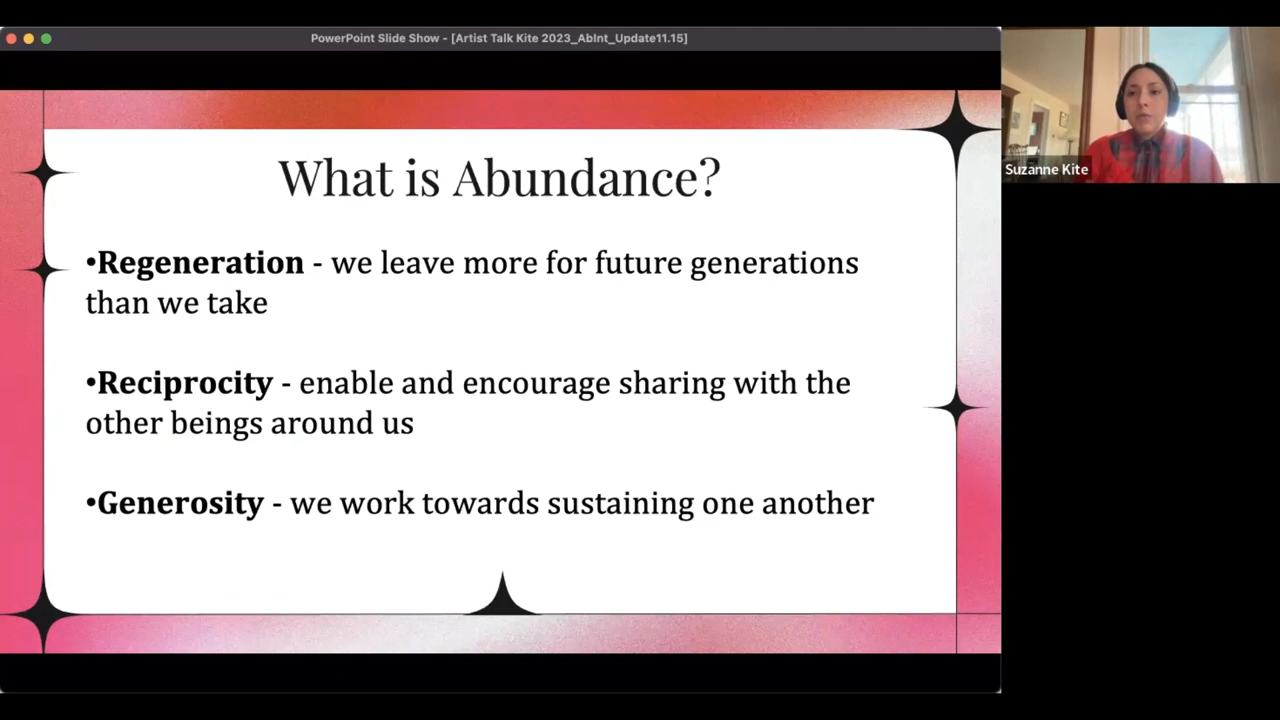 PowerPoint Slide Show - [Artist Talk Kite 2023_AbInt_Update11.15]
What is Abundance?
•Regeneration - we leave more for future generations
than we take
•Reciprocity - enable and encourage sharing with the
other beings around us
•Generosity - we work towards sustaining one another
Suzanne Kite